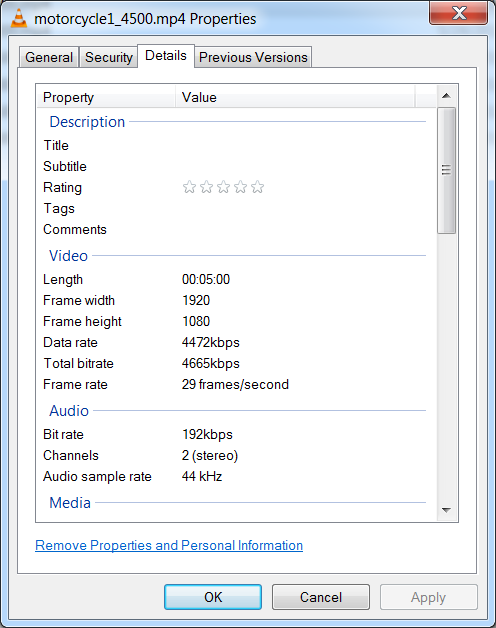 motorcycle1_4500.mp4 Properties
General Security Details Previous Versions
Property Value
Description
Title
Subtitle
Rating
Tags
Comments
Video
Length 00:05:00
Frame width 1920
Frame height 1080
Data rate 4472kbps
Total bitrate 4665kbps
Frame rate 29 frames/second
Audio
Bit rate 192kbps
Channels 2 (stereo)
Audio sample rate 44 kHz
Media
Remove Properties and Personal Information
OK Cancel Apply